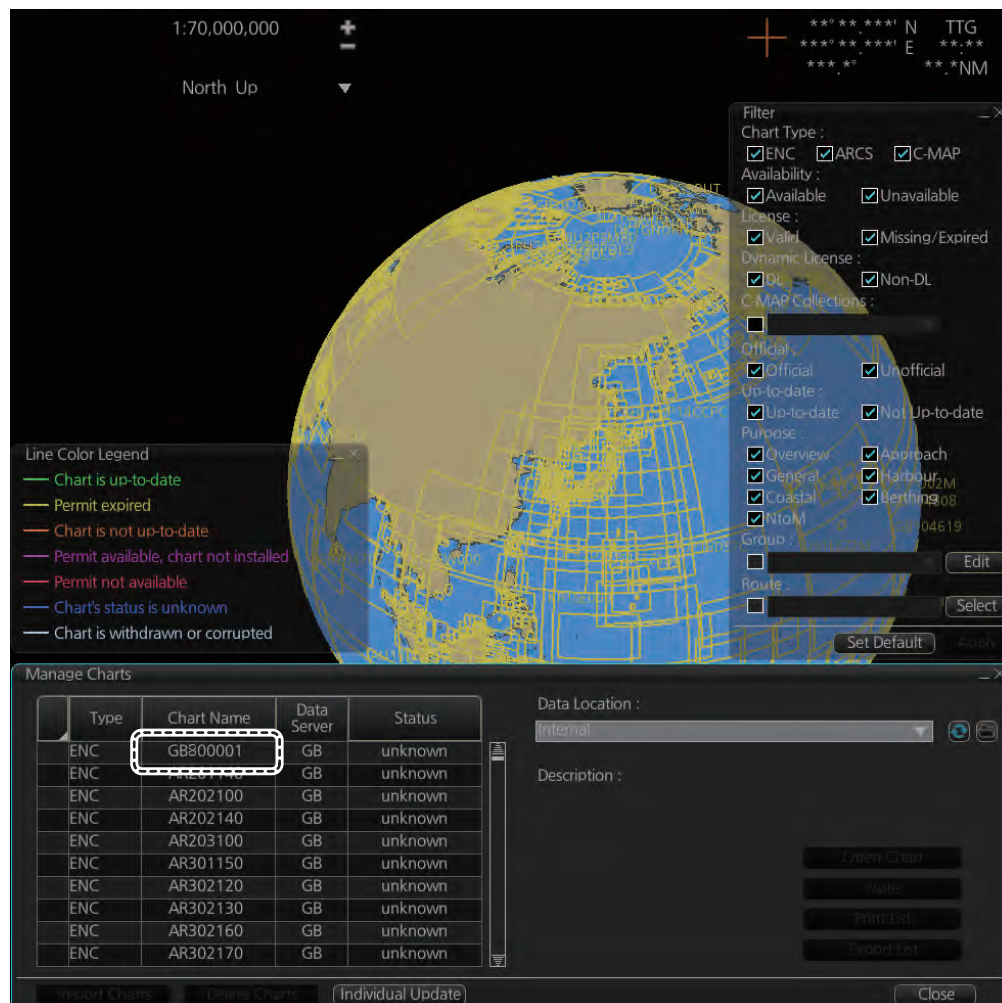 1:70,000,000
North Up
**°**.***' N TTG
***°**.***' E **:**
***.*° **.*NM
Filter
Chart Type :
ENC ARCS C-MAP
Availability :
Available Unavailable
License :
Valid Missing/Expired
Dynamic License :
DL Non-DL
C-MAP Collections :
Official :
Official Unofficial
Up-to-date :
Up-to-date Not Up-to-date
Purpose :
Overview Approach
General Harbour
Coastal Berthing
NtoM
Group :
Edit
Route :
Select
Set Default Apply
Line Color Legend
Chart is up-to-date
Permit expired
Chart is not up-to-date
Permit available, chart not installed
Permit not available
Chart's status is unknown
Chart is withdrawn or corrupted
Manage Charts
Type Chart Name Data Server Status
ENC GB800001 GB unknown
ENC AR201140 GB unknown
ENC AR202100 GB unknown
ENC AR202140 GB unknown
ENC AR203100 GB unknown
ENC AR301150 GB unknown
ENC AR302120 GB unknown
ENC AR302130 GB unknown
ENC AR302160 GB unknown
ENC AR302170 GB unknown
Data Location :
Internal
Description :
Open Chart
Note
Print List
Export List
Import Charts Delete Charts Individual Update Close